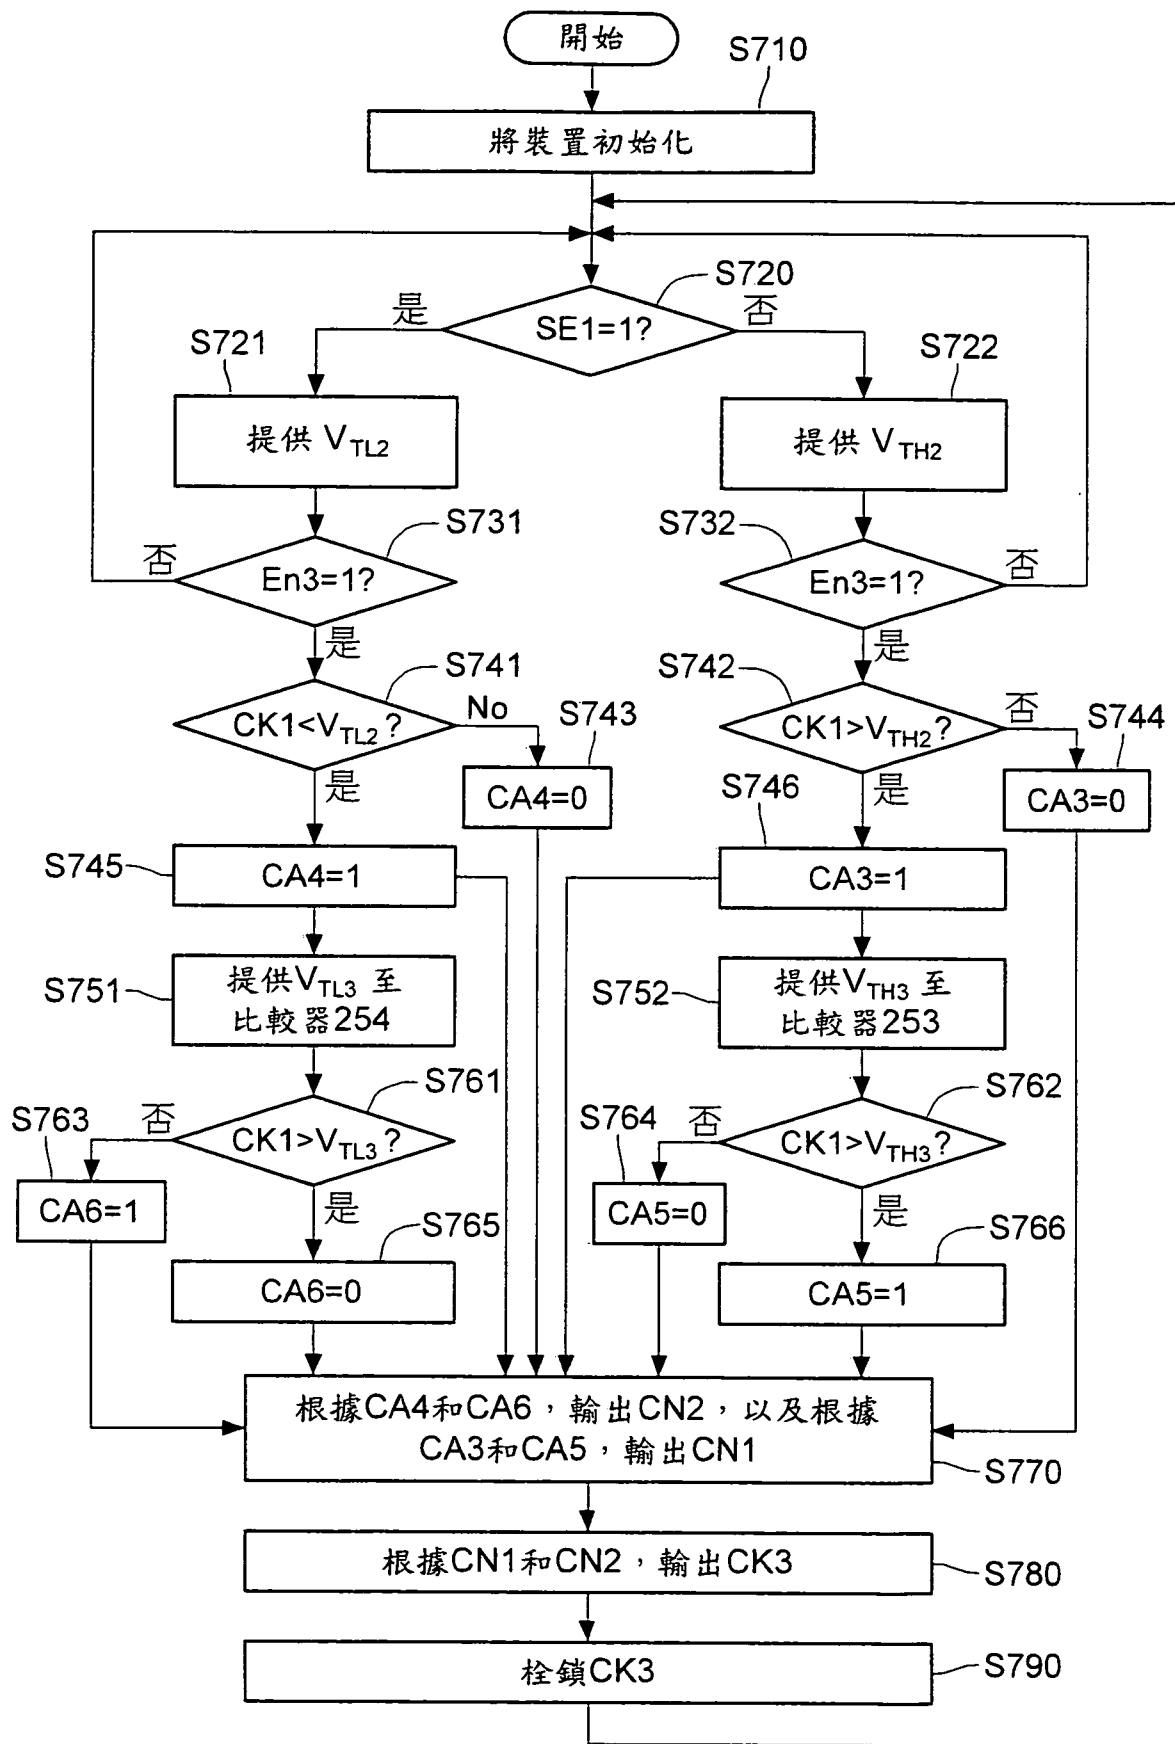 開始
S710
將裝置初始化
S720
是
SE1=1?
否
S721
S722
提供 VTL2
提供 VTH2
S731
S732
否
En3=1?
En3=1?
否
是
是
S741
S742
CK1<VTL2?
No
S743
CK1>VTH2?
否
S744
是
CA4=0
S746
是
CA3=0
S745
CA4=1
CA3=1
S751
提供VTL3 至
比較器254
S752
提供VTH3 至
比較器253
S761
S762
S763
否
CK1>VTL3?
S764
否
CK1>VTH3?
CA6=1
是
S765
CA5=0
是
S766
CA6=0
CA5=1
根據CA4和CA6，輸出CN2，以及根據
CA3和CA5，輸出CN1
S770
根據CN1和CN2，輸出CK3
S780
栓鎖CK3
S790